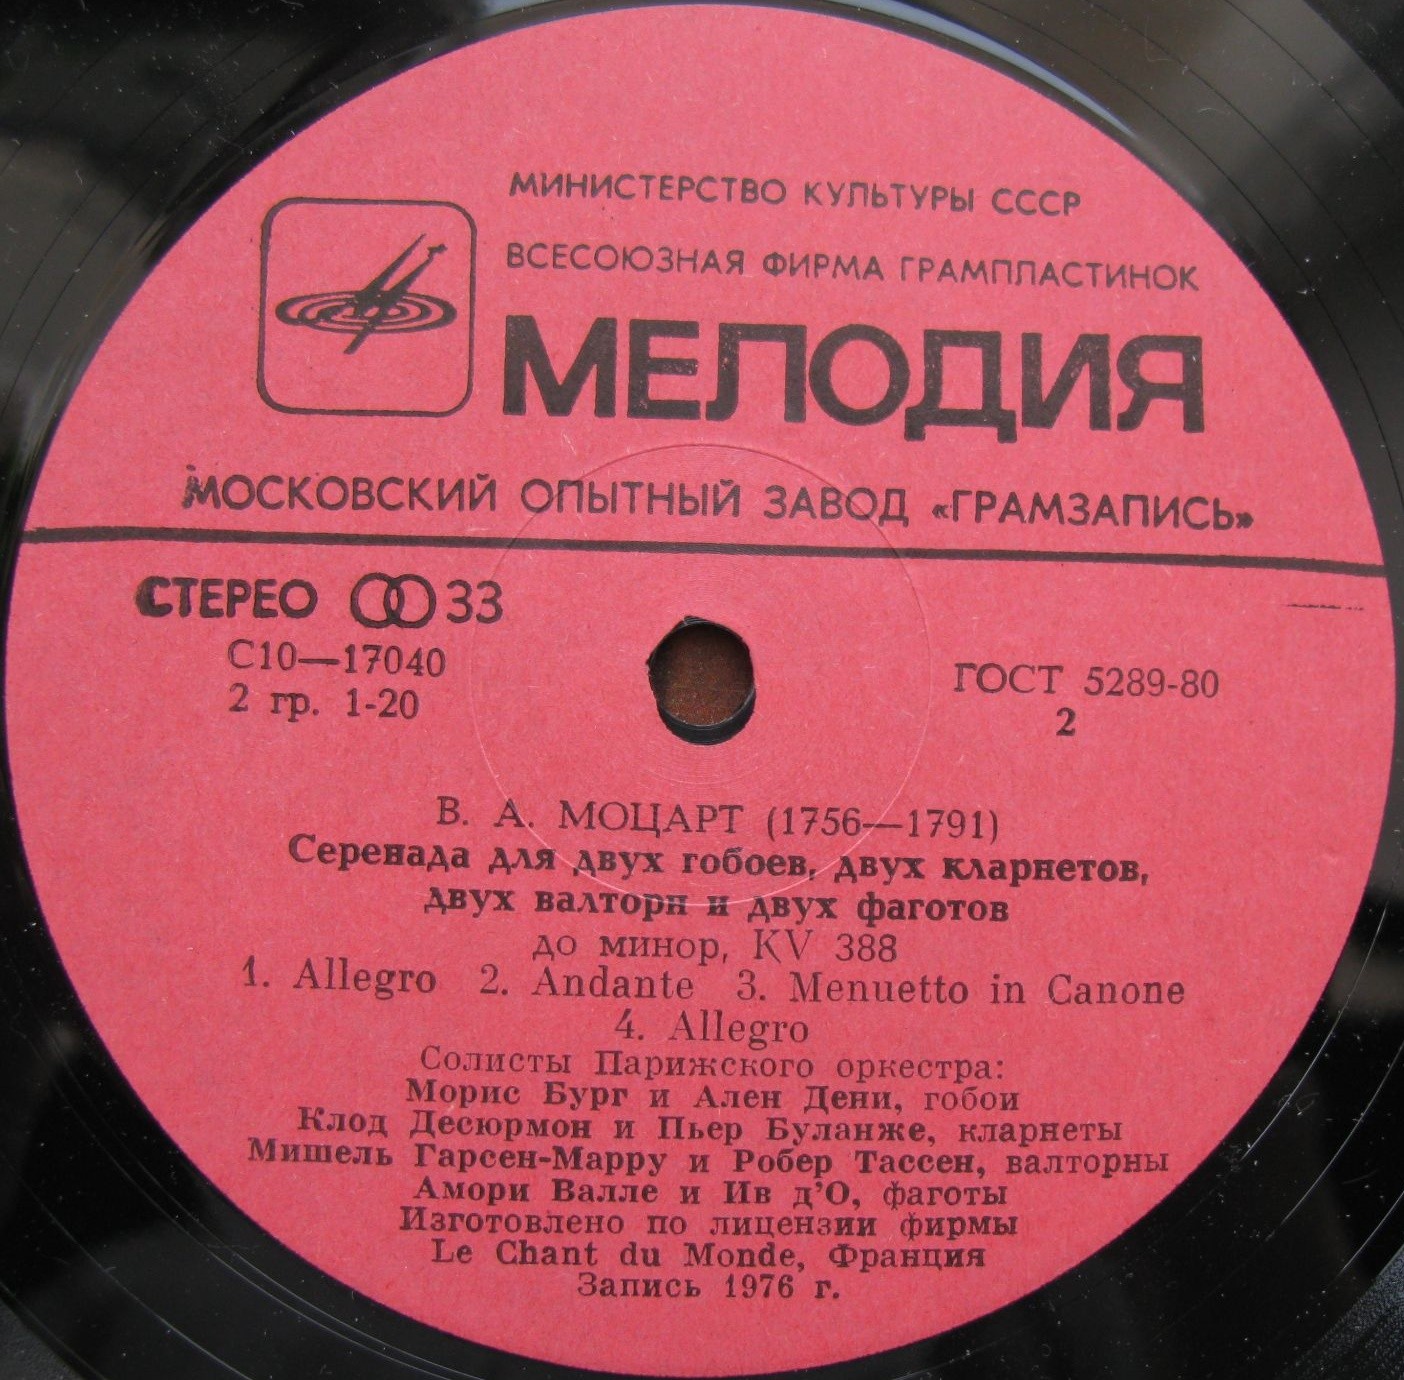 МИНИСТЕРСТВО КУЛЬТУРЫ СССР
ВСЕСОЮЗНАЯ ФИРМА ГРАМПЛАСТИНОК
МЕЛОДИЯ
МОСКОВСКИЙ ОПЫТНЫЙ ЗАВОД «ГРАМЗАПИСЬ»
СТЕРЕО 33
С10—17040
2 гр. 1-20
ГОСТ 5289-80
2
В. А. МОЦАРТ (1756—1791)
Серенада для двух гобоев, двух кларнетов,
двух валторн и двух фаготов
до минор, KV 388
1. Allegro 2. Andante 3. Menuetto in Canone
4. Allegro
Солисты Парижского оркестра:
Морис Бург и Ален Дени, гобои
Клод Десюрмон и Пьер Буланже, кларнеты
Мишель Гарсен-Марру и Робер Тассен, валторны
Амори Валле и Ив д'О, фаготы
Изготовлено по лицензии фирмы
Le Chant du Monde, Франция
Запись 1976 г.